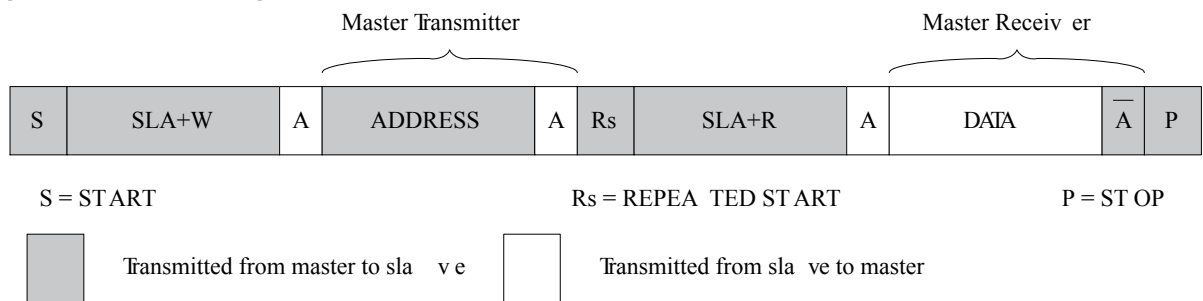 Master Transmitter Master Receiv er
S SLA+W A ADDRESS A Rs SLA+R A DATA A̅ P
S = ST ART Rs = REPEA TED ST ART P = ST OP
Transmitted from master to sla v e Transmitted from sla ve to master